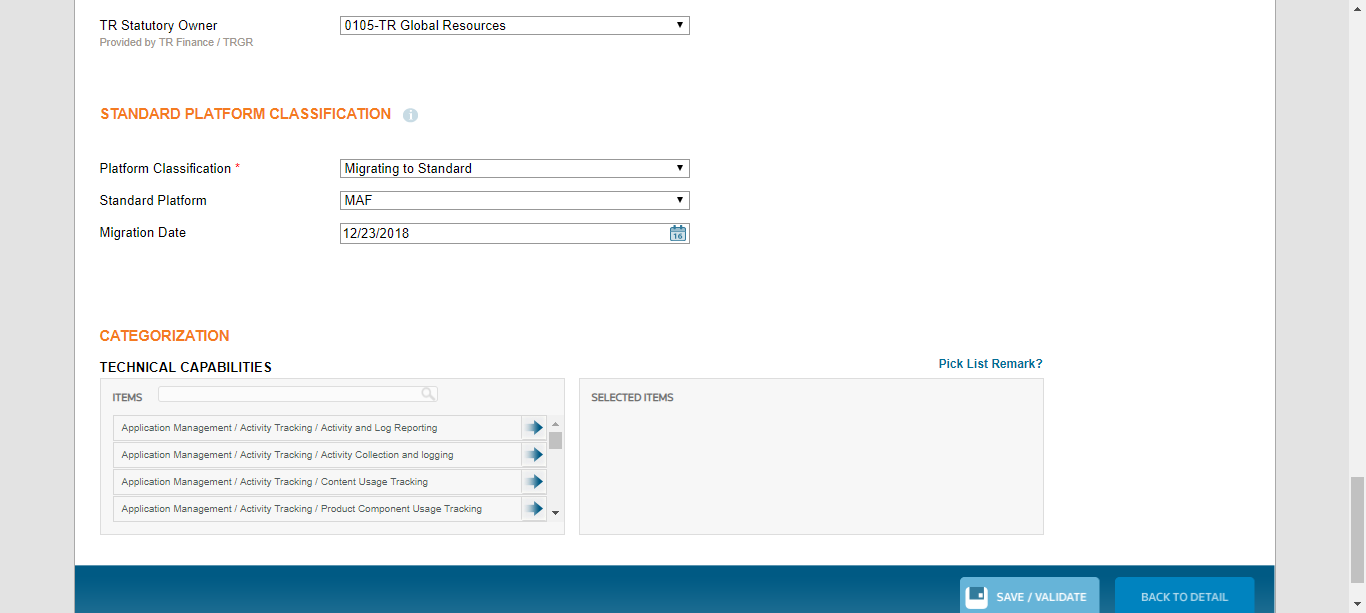 TR Statutory Owner 0105-TR Global Resources
Provided by TR Finance / TRGR
STANDARD PLATFORM CLASSIFICATION i
Platform Classification * Migrating to Standard
Standard Platform MAF
Migration Date 12/23/2018 16
CATEGORIZATION
TECHNICAL CAPABILITIES Pick List Remark?
ITEMS SELECTED ITEMS
Application Management / Activity Tracking / Activity and Log Reporting
Application Management / Activity Tracking / Activity Collection and logging
Application Management / Activity Tracking / Content Usage Tracking
Application Management / Activity Tracking / Product Component Usage Tracking
SAVE / VALIDATE BACK TO DETAIL